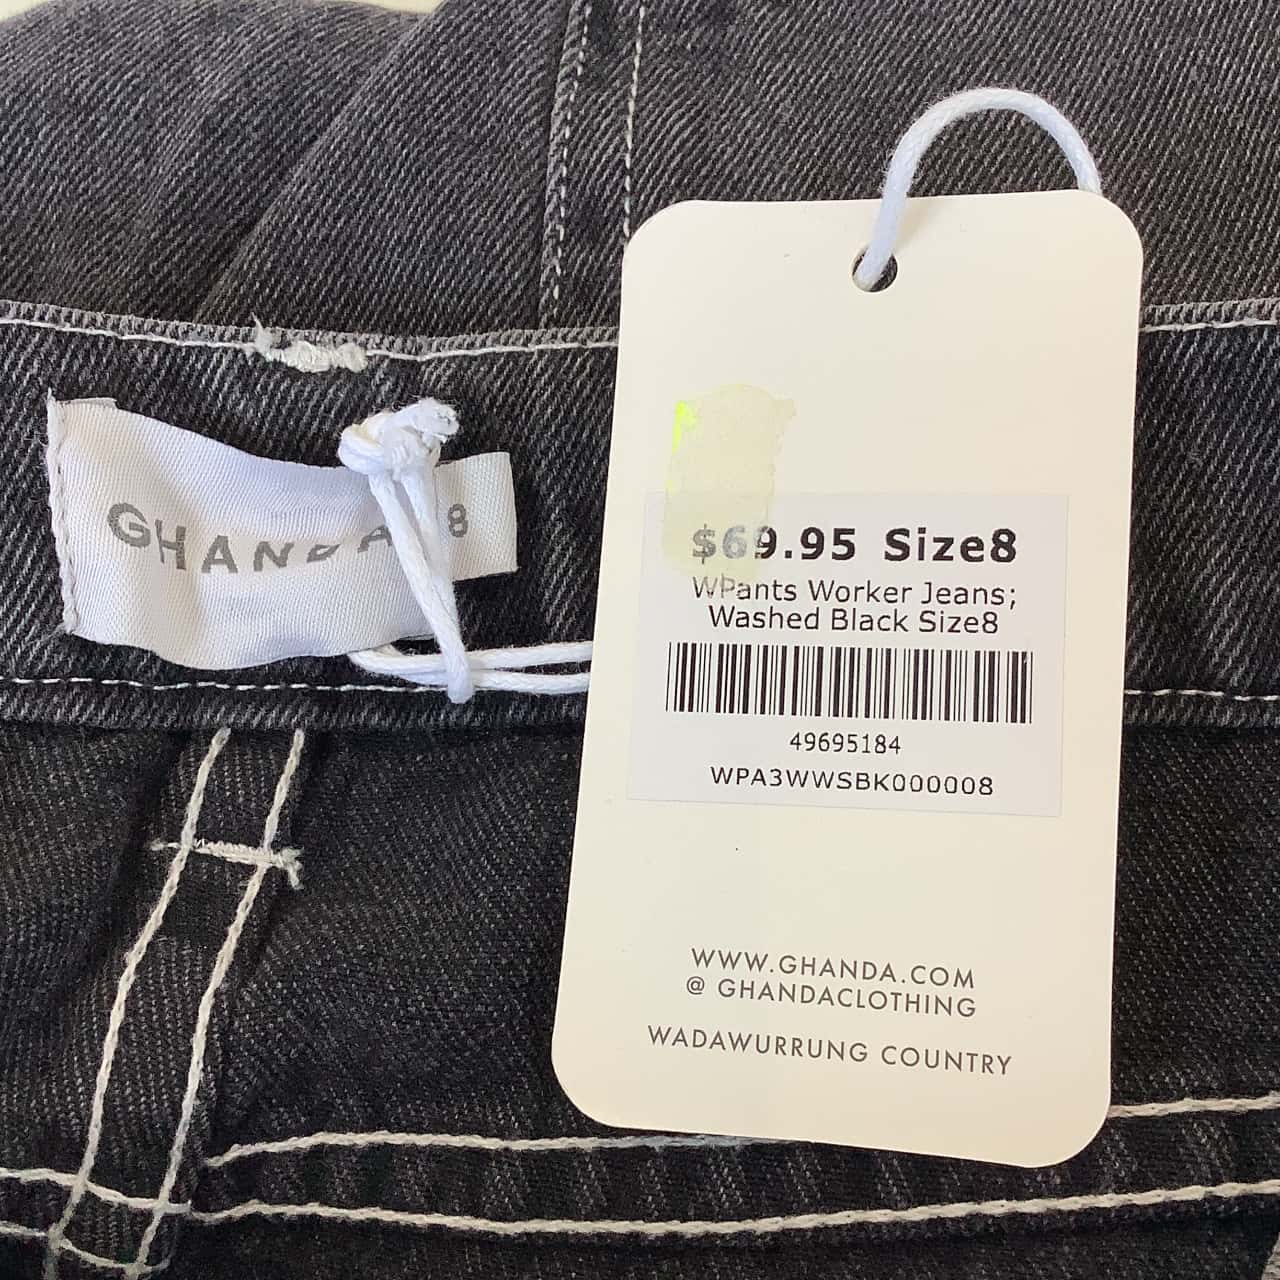 GHANDA
8
$69.95 Size8
WPants Worker Jeans;
Washed Black Size8
49695184
WPA3WWSBK000008
WWW.GHANDA.COM
@ GHANDACLOTHING
WADAWURRUNG COUNTRY